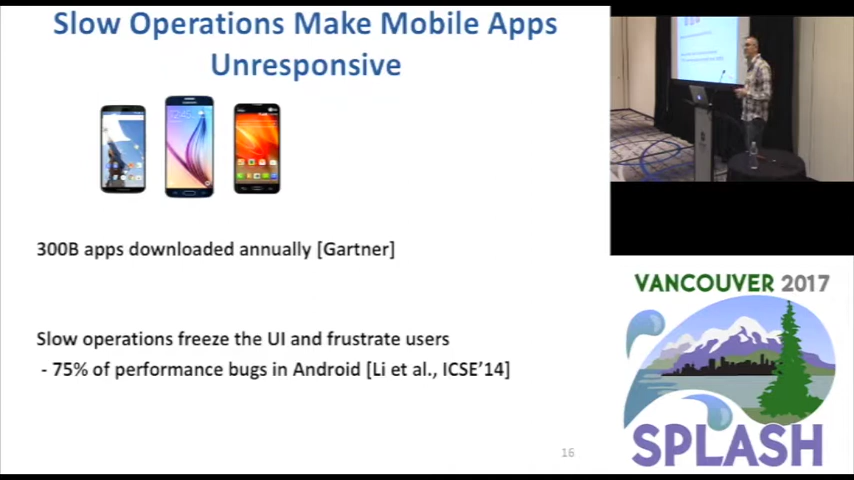 Slow Operations Make Mobile Apps
Unresponsive
300B apps downloaded annually [Gartner]
Slow operations freeze the UI and frustrate users
- 75% of performance bugs in Android [Li et al., ICSE'14]
16
VANCOUVER 2017
SPLASH